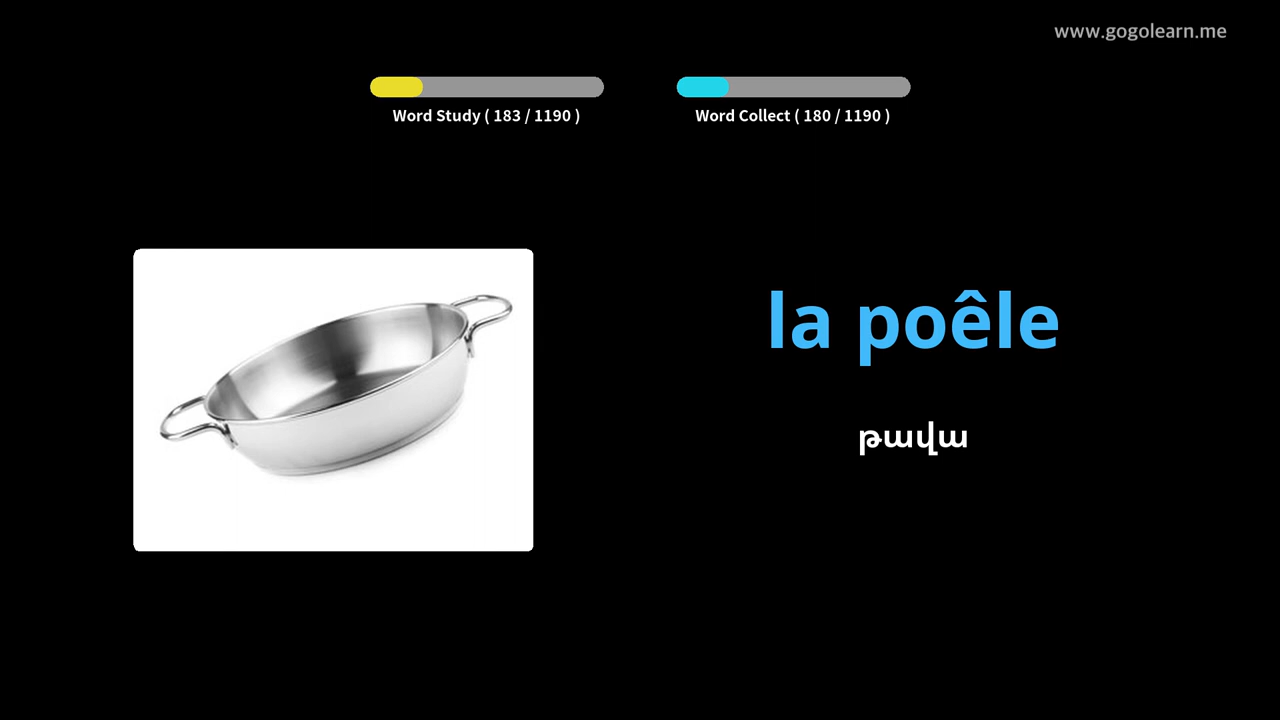 www.gogolearn.me
Word Study ( 183 / 1190 )
Word Collect ( 180 / 1190 )
la poêle
թավա